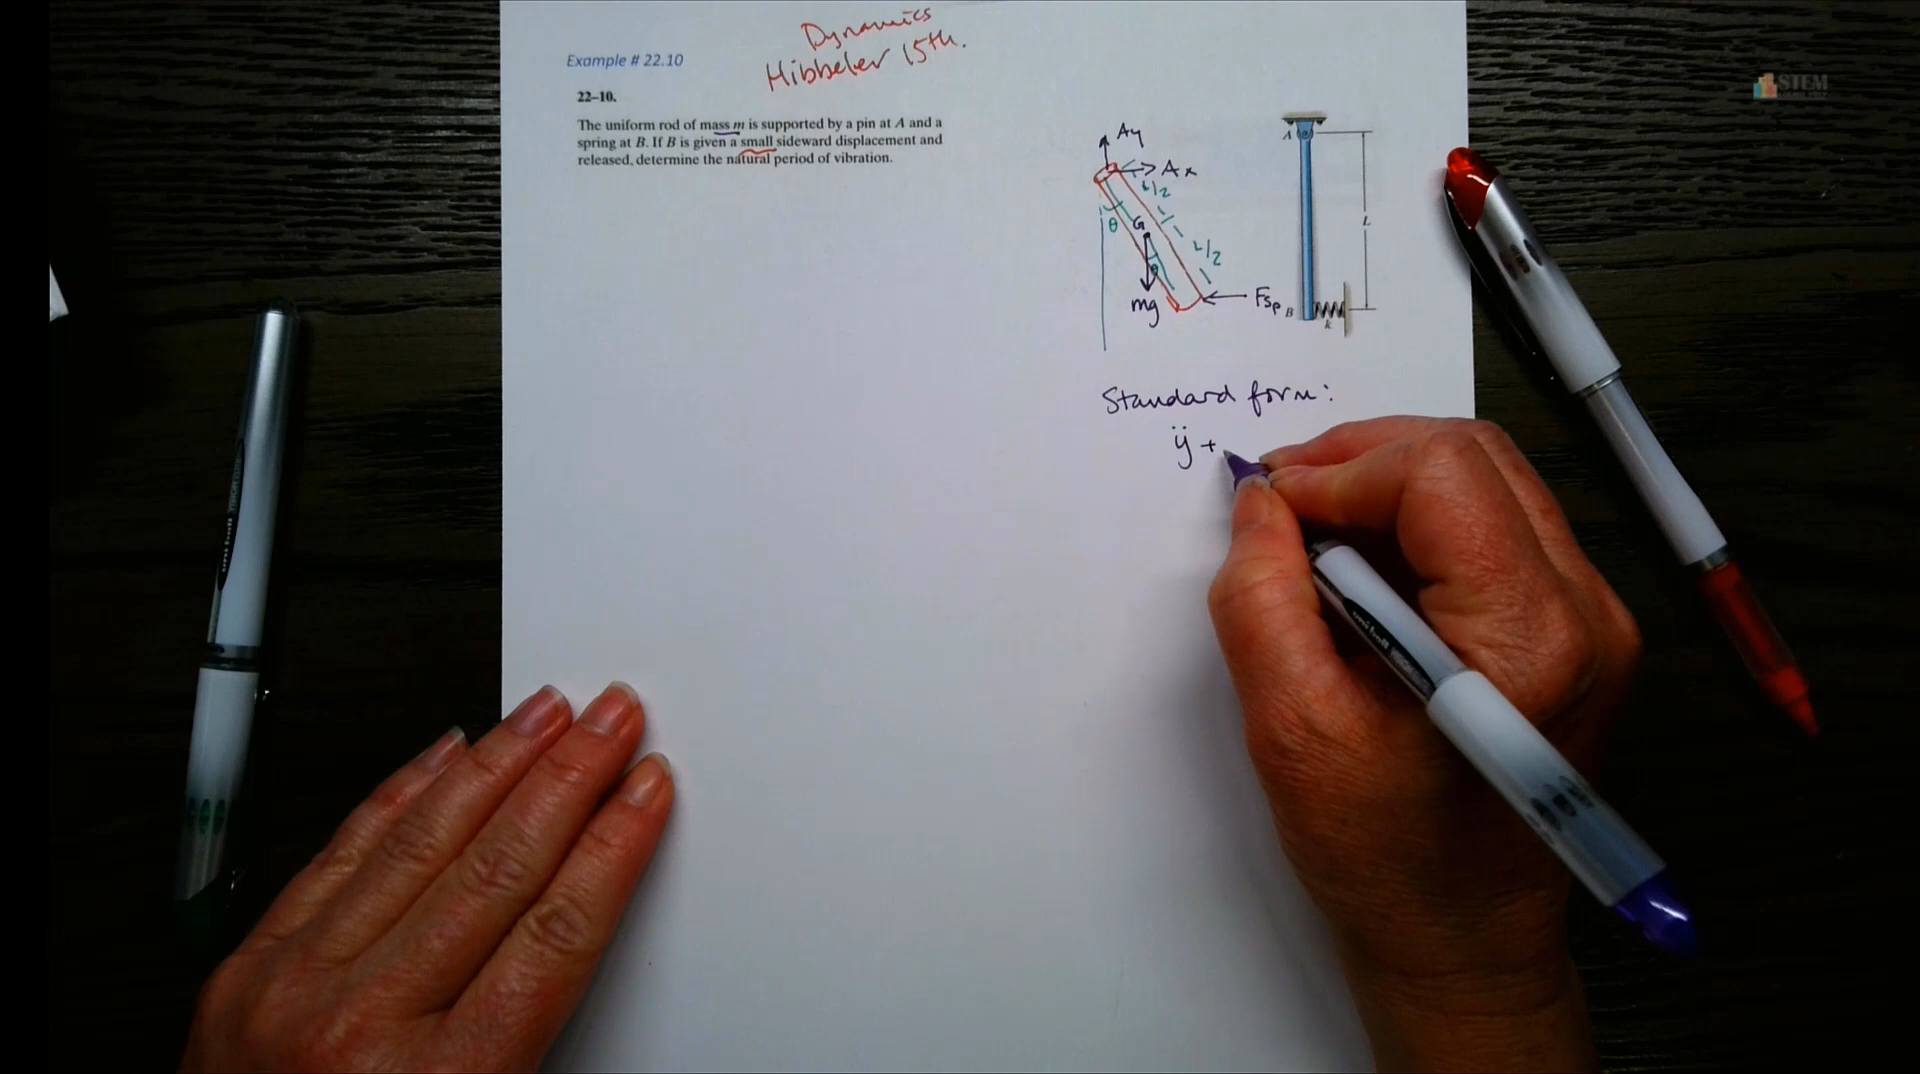 Dynamics
Hibbeler 15th.
Example # 22.10
22–10.
The uniform rod of mass m is supported by a pin at A and a
spring at B. If B is given a small sideward displacement and
released, determine the natural period of vibration.
Ay
Ax
L/2
θ
G
L/2
θ
mg
Fsp
A
L
B
k
Standard form:
ÿ +
STEM